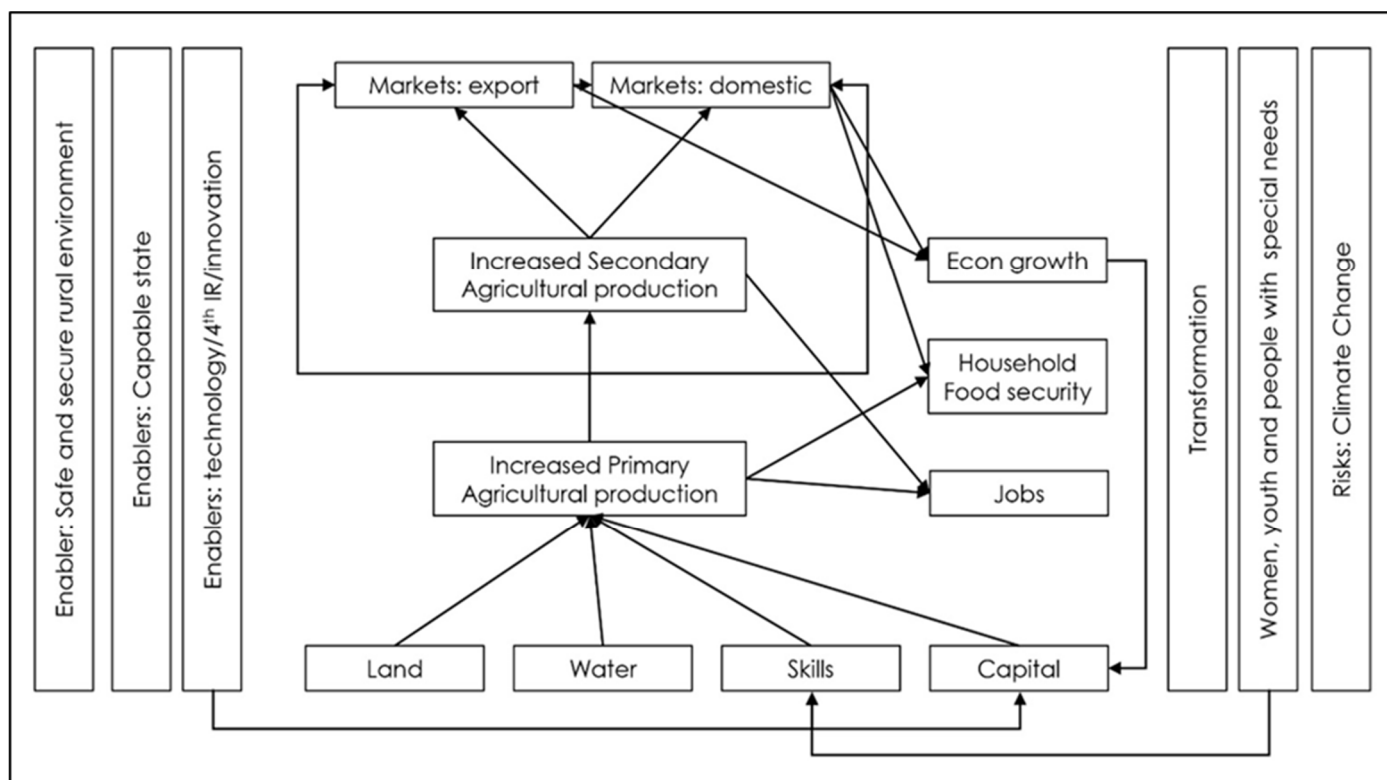 Enabler: Safe and secure rural environment
Enablers: Capable state
Enablers: technology/4th IR/innovation
Markets: export
Markets: domestic
Increased Secondary
Agricultural production
Econ growth
Household
Food security
Increased Primary
Agricultural production
Jobs
Land
Water
Skills
Capital
Transformation
Women, youth and people with special needs
Risks: Climate Change